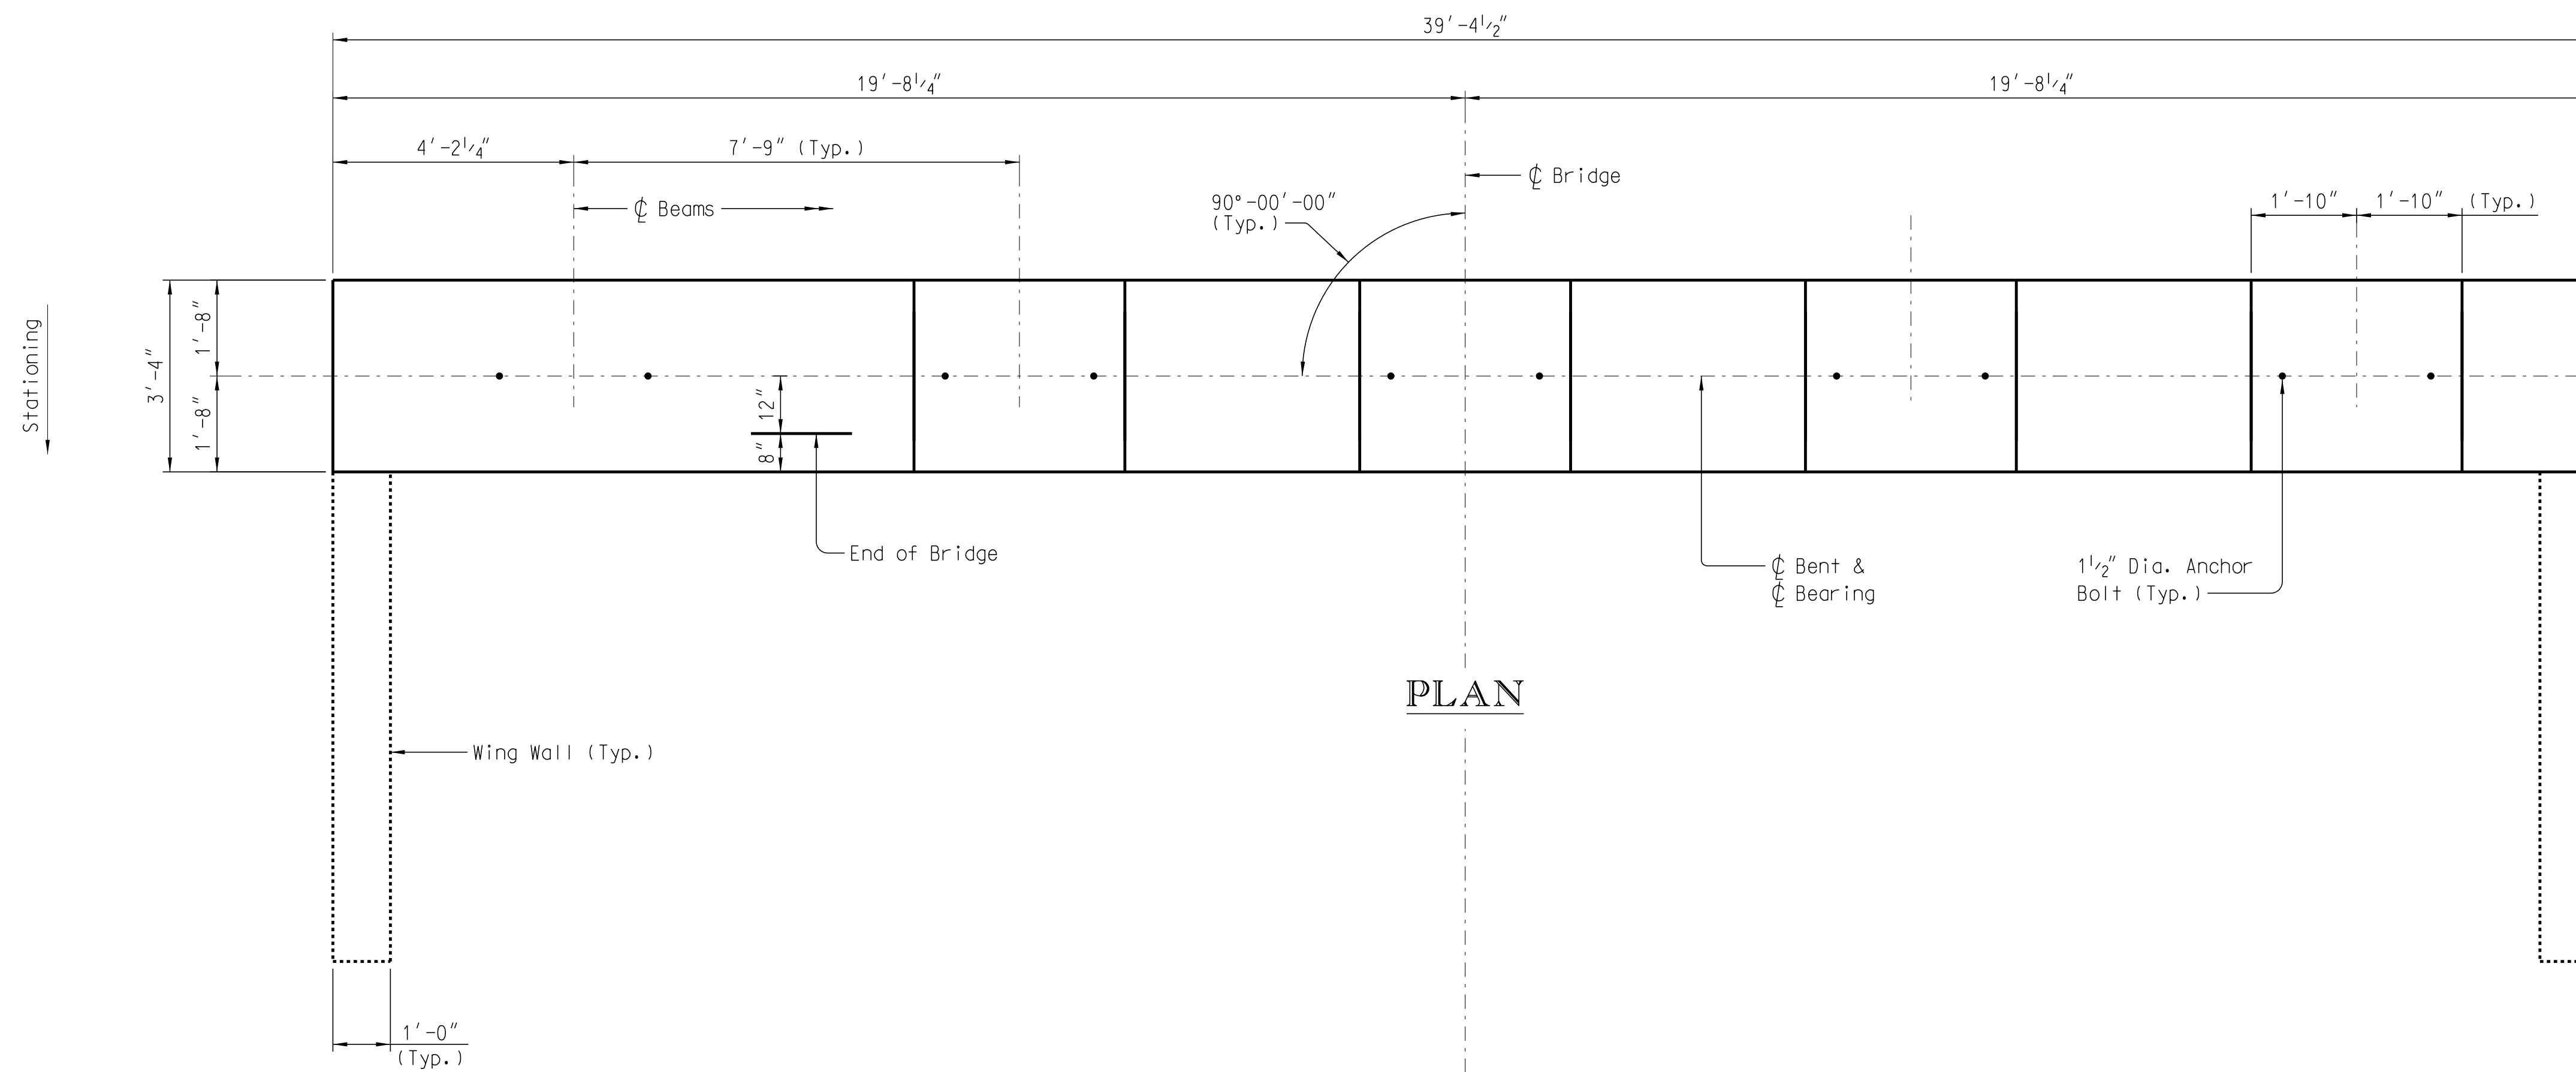 39'-4½"
19'-8¼"
19'-8¼"
4'-2¼"
7'-9" (Typ.)
℄ Bridge
90°-00'-00"
(Typ.)
℄ Beams
1'-10"
1'-10"
(Typ.)
Stationing
3'-4"
1'-8"
1'-8"
12"
8"
End of Bridge
℄ Bent &
℄ Bearing
1½" Dia. Anchor
Bolt (Typ.)
PLAN
Wing Wall (Typ.)
1'-0"
(Typ.)